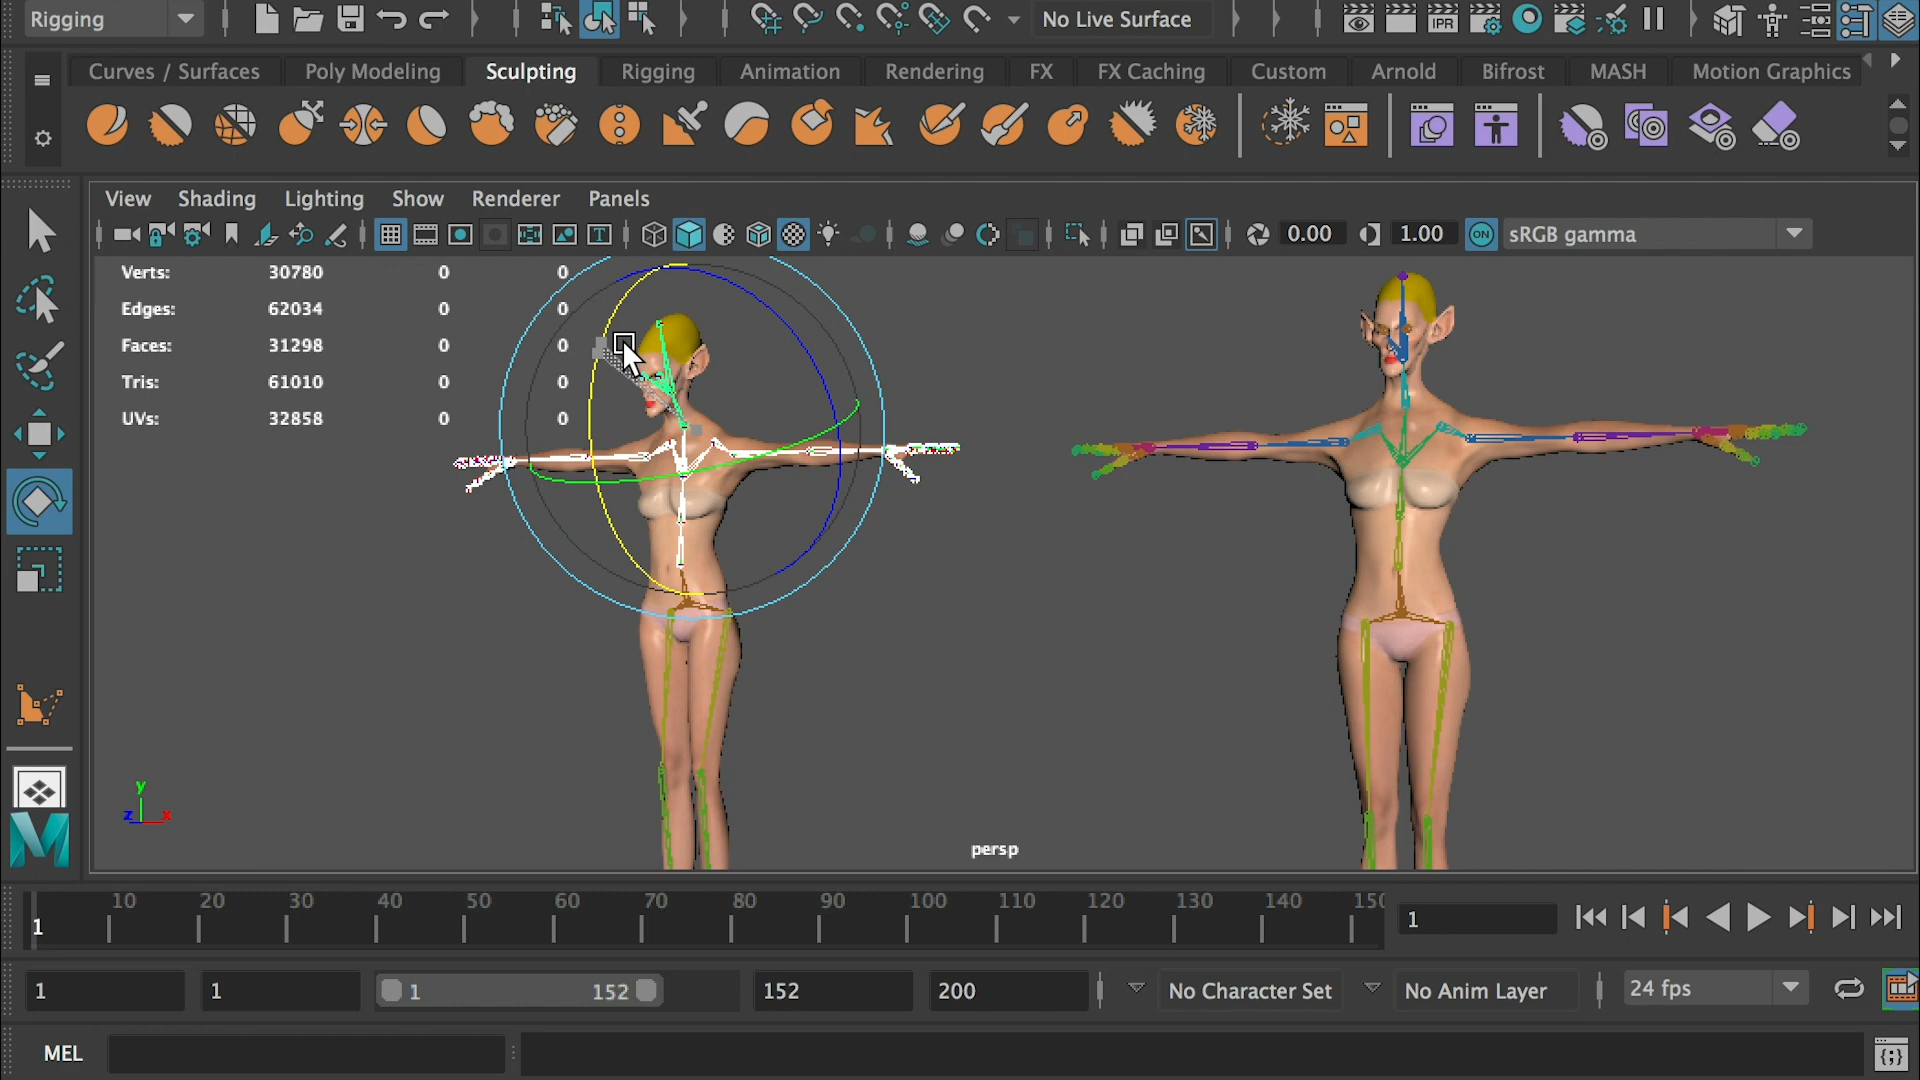 Rigging
No Live Surface
IPR
Curves / Surfaces Poly Modeling Sculpting Rigging Animation Rendering FX FX Caching Custom Arnold Bifrost MASH Motion Graphics
View Shading Lighting Show Renderer Panels
T 0.00 1.00 ON sRGB gamma
Verts: 30780 0 0
Edges: 62034 0 0
Faces: 31298 0 0
Tris: 61010 0 0
UVs: 32858 0 0
y
z x
persp
M
10 20 30 40 50 60 70 80 90 100 110 120 130 140
1 1
1 1 1 152 152 200 No Character Set No Anim Layer 24 fps
MEL {;}